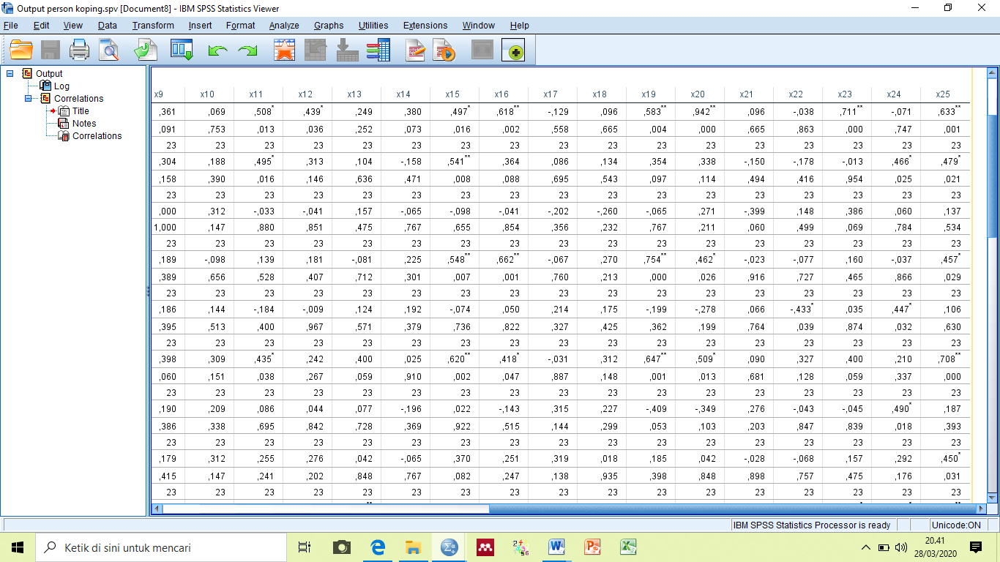 Output person koping.spv [Document8] - IBM SPSS Statistics Viewer
File Edit View Data Transform Insert Format Analyze Graphs Utilities Extensions Window Help
Output
Log
Correlations
Title
Notes
Correlations
x9 x10 x11 x12 x13 x14 x15 x16 x17 x18 x19 x20 x21 x22 x23 x24 x25
,361 ,069 ,508* ,439* ,249 ,380 ,497* ,618** -,129 ,096 ,583** ,942** ,096 -,038 ,711** -,071 ,633**
,091 ,753 ,013 ,036 ,252 ,073 ,016 ,002 ,558 ,665 ,004 ,000 ,665 ,863 ,000 ,747 ,001
23 23 23 23 23 23 23 23 23 23 23 23 23 23 23 23 23
,304 ,188 ,495* ,313 ,104 -,158 ,541** ,364 ,086 ,134 ,354 ,338 -,150 -,178 -,013 ,466* ,479*
,158 ,390 ,016 ,146 ,636 ,471 ,008 ,088 ,695 ,543 ,097 ,114 ,494 ,416 ,954 ,025 ,021
23 23 23 23 23 23 23 23 23 23 23 23 23 23 23 23 23
,000 ,312 -,033 -,041 ,157 -,065 -,098 -,041 -,202 -,260 -,065 ,271 -,399 ,148 ,386 ,060 ,137
1,000 ,147 ,880 ,851 ,475 ,767 ,655 ,854 ,356 ,232 ,767 ,211 ,060 ,499 ,069 ,784 ,534
23 23 23 23 23 23 23 23 23 23 23 23 23 23 23 23 23
,189 -,098 ,139 ,181 -,081 ,225 ,548** ,662** -,067 ,270 ,754** ,462* -,023 -,077 ,160 -,037 ,457*
,389 ,656 ,528 ,407 ,712 ,301 ,007 ,001 ,760 ,213 ,000 ,026 ,916 ,727 ,465 ,866 ,029
23 23 23 23 23 23 23 23 23 23 23 23 23 23 23 23 23
,186 ,144 -,184 -,009 ,124 ,192 -,074 ,050 ,214 ,175 -,199 -,278 ,066 -,433* ,035 ,447* ,106
,395 ,513 ,400 ,967 ,571 ,379 ,736 ,822 ,327 ,425 ,362 ,199 ,764 ,039 ,874 ,032 ,630
23 23 23 23 23 23 23 23 23 23 23 23 23 23 23 23 23
,398 ,309 ,435* ,242 ,400 ,025 ,620** ,418* -,031 ,312 ,647** ,509* ,090 ,327 ,400 ,210 ,708**
,060 ,151 ,038 ,267 ,059 ,910 ,002 ,047 ,887 ,148 ,001 ,013 ,681 ,128 ,059 ,337 ,000
23 23 23 23 23 23 23 23 23 23 23 23 23 23 23 23 23
,190 ,209 ,086 ,044 ,077 -,196 ,022 -,143 ,315 ,227 -,409 -,349 ,276 -,043 -,045 ,490* ,187
,386 ,338 ,695 ,842 ,728 ,369 ,922 ,515 ,144 ,299 ,053 ,103 ,203 ,847 ,839 ,018 ,393
23 23 23 23 23 23 23 23 23 23 23 23 23 23 23 23 23
,179 ,312 ,255 ,276 ,042 -,065 ,370 ,251 ,319 ,018 ,185 ,042 -,028 -,068 ,157 ,292 ,450*
,415 ,147 ,241 ,202 ,848 ,767 ,082 ,247 ,138 ,935 ,398 ,848 ,898 ,757 ,475 ,176 ,031
23 23 23 23 23 23 23 23 23 23 23 23 23 23 23 23 23
IBM SPSS Statistics Processor is ready Unicode:ON
Ketik di sini untuk mencari
20.41
28/03/2020